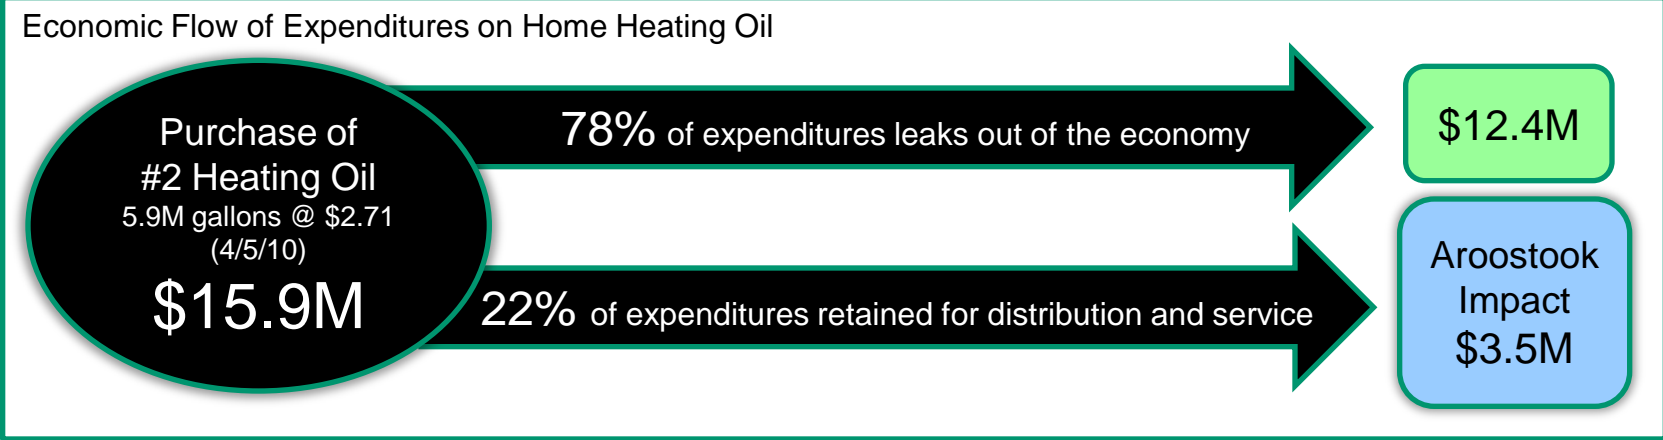 Economic Flow of Expenditures on Home Heating Oil
Purchase of
#2 Heating Oil
5.9M gallons @ $2.71
(4/5/10)
$15.9M
78% of expenditures leaks out of the economy
$12.4M
22% of expenditures retained for distribution and service
Aroostook
Impact
$3.5M